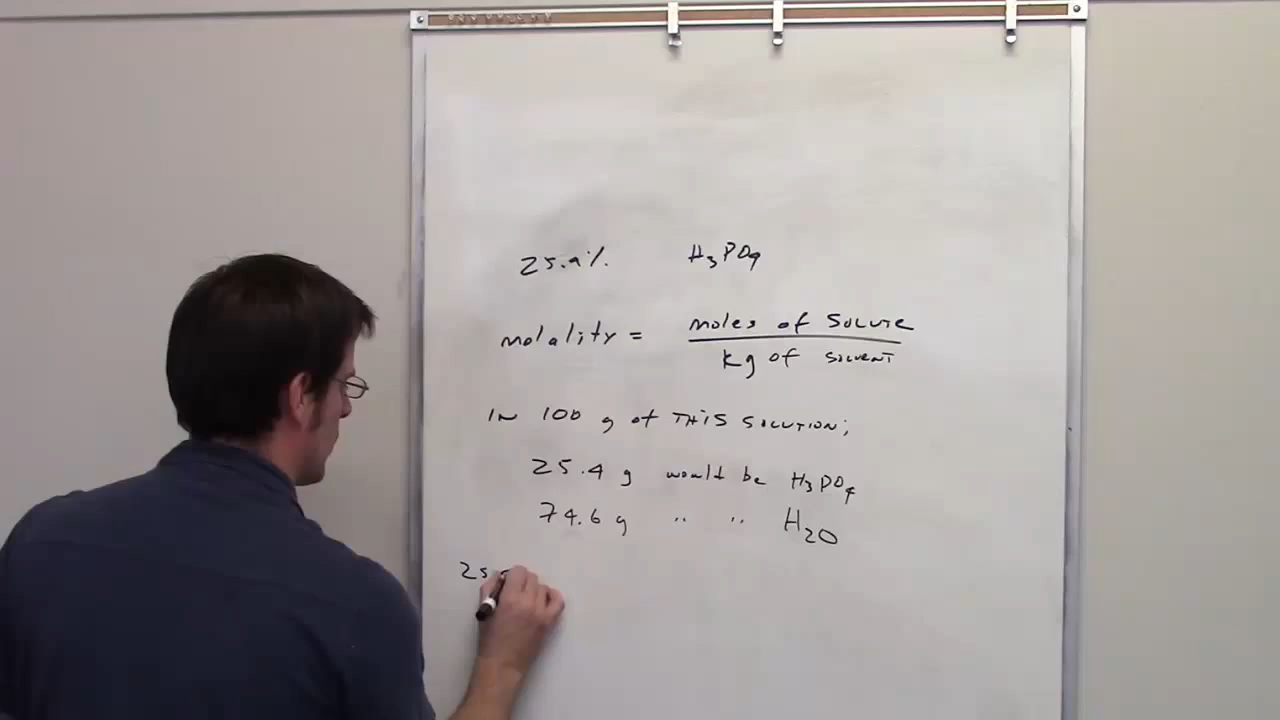 25.4% H3PO4
molality = moles of solute
kg of solvent
IN 100 g of THIS SOLUTION;
25.4 g would be H3PO4
74.6 g " " H2O
25